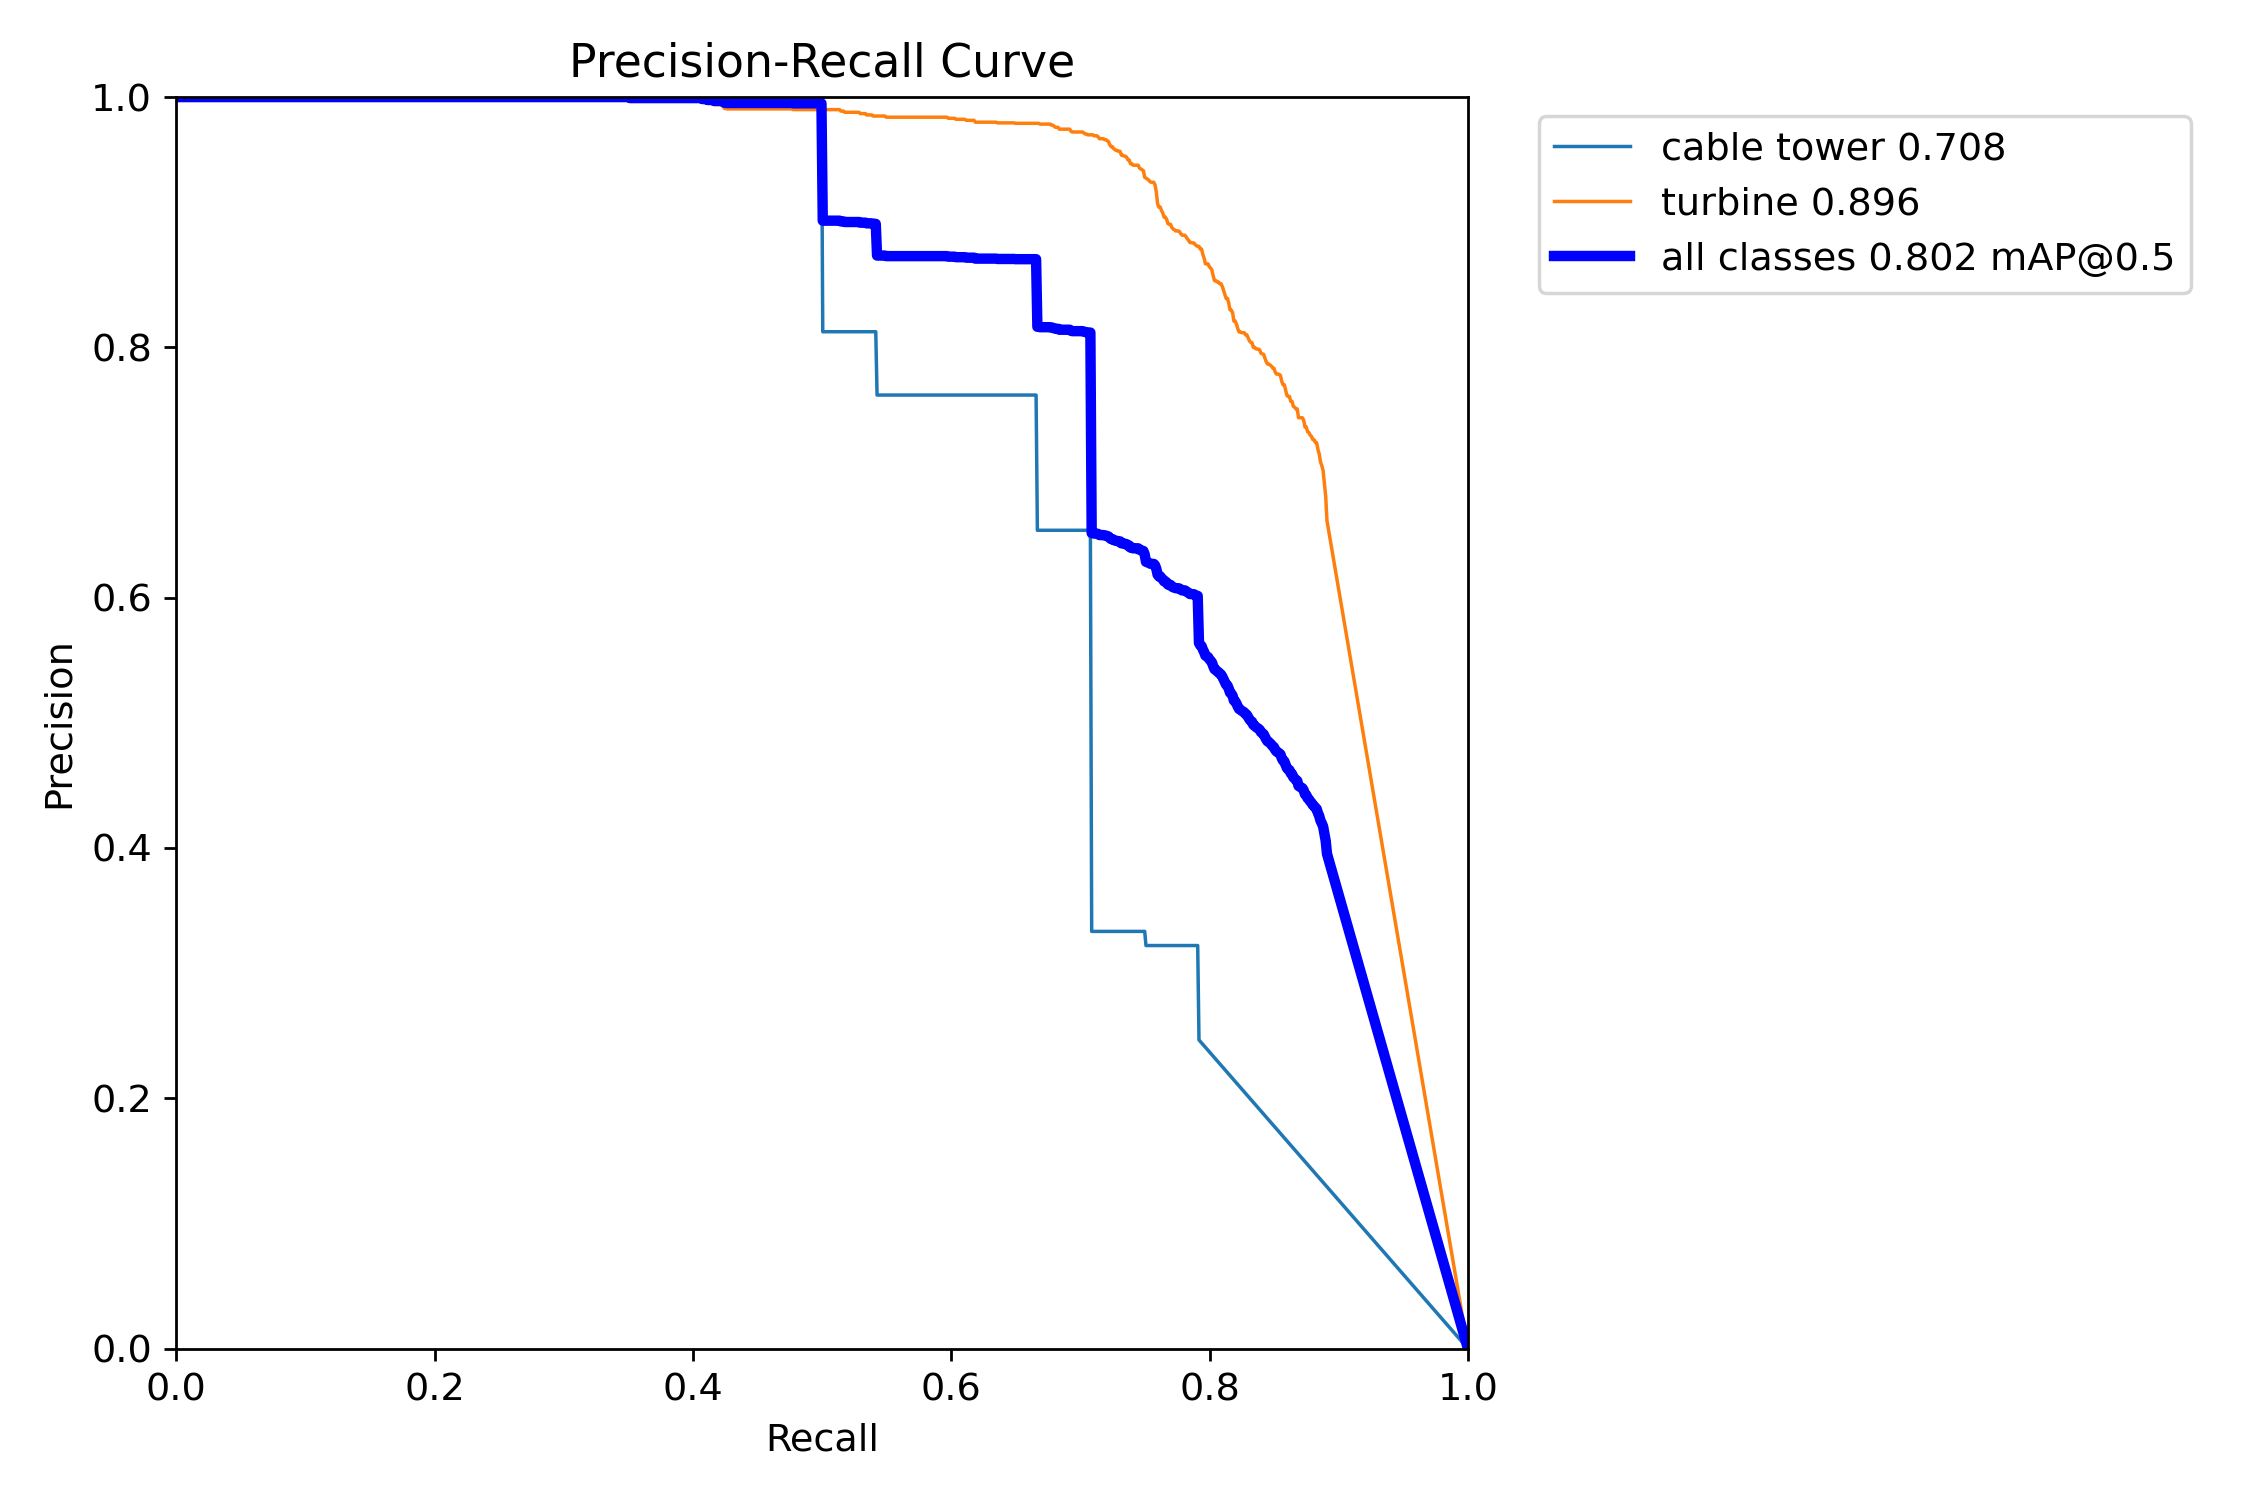 Precision-Recall Curve
cable tower 0.708
turbine 0.896
all classes 0.802 mAP@0.5
Precision
1.0
0.8
0.6
0.4
0.2
0.0
0.0 0.2 0.4 0.6 0.8 1.0
Recall